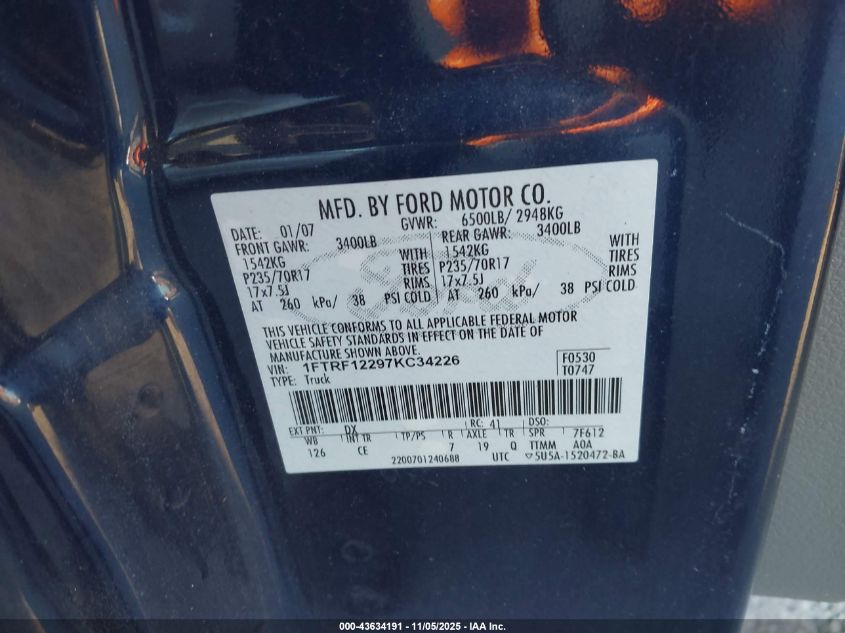 MFD. BY FORD MOTOR CO.
DATE: 01/07 GVWR: 6500LB/ 2948KG
FRONT GAWR: 3400LB REAR GAWR: 3400LB
1542KG WITH 1542KG WITH
P235/70R17 TIRES P235/70R17 TIRES
17x7.5J RIMS 17x7.5J RIMS
AT 260 kPa/ 38 PSI COLD AT 260 kPa/ 38 PSI COLD
Ford
THIS VEHICLE CONFORMS TO ALL APPLICABLE FEDERAL MOTOR
VEHICLE SAFETY STANDARDS IN EFFECT ON THE DATE OF
MANUFACTURE SHOWN ABOVE.
VIN: 1FTRF12297KC34226 F0530
TYPE: Truck T0747
EXT PNT: DX RC: 41 DSO:
WB INT TR TP/PS R AXLE TR SPR 7F612
126 CE 7 19 Q TTMM A0A
2200701240688 UTC 5U5A-1520472-BA
000-43634191 - 11/05/2025 - IAA Inc.